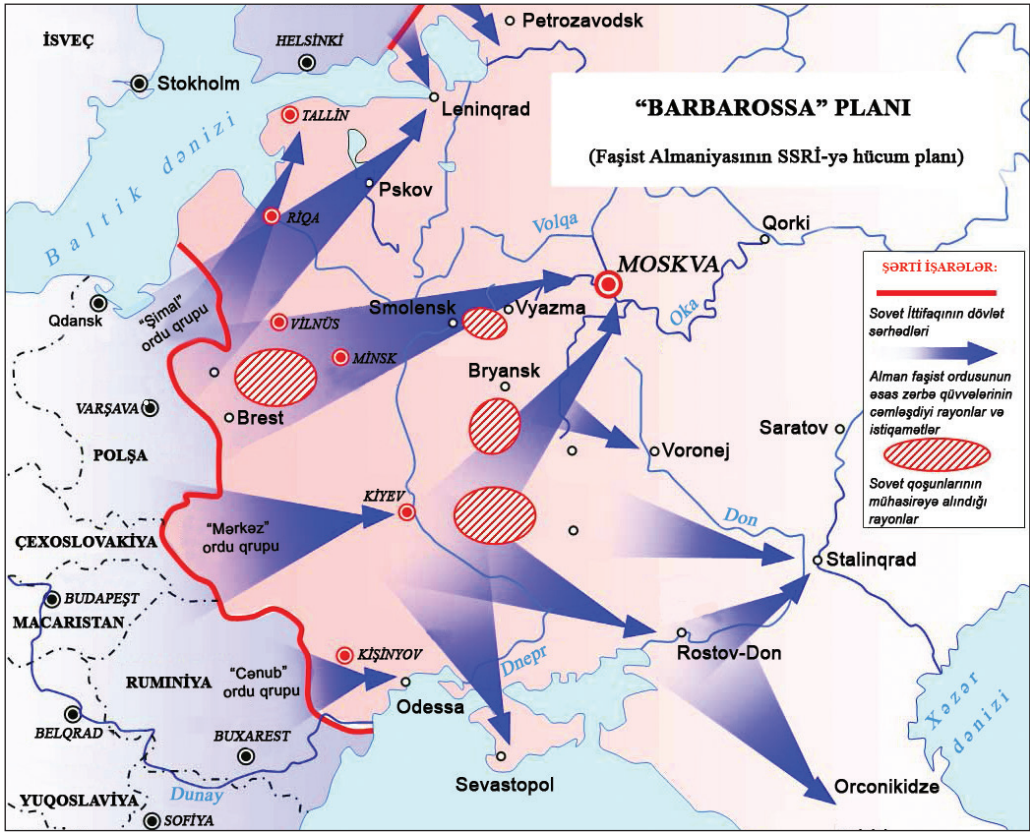 "BARBAROSSA" PLANI
(Faşist Almaniyasının SSRİ-yə hücum planı)
İSVEÇ
HELSİNKİ
Petrozavodsk
Stokholm
Leninqrad
TALLİN
Baltik dənizi
Pskov
RİQA
Volqa
Qorki
MOSKVA
Oka
Qdansk
"Şimal"
ordu qrupu
VİLNÜS
Smolensk
Vyazma
MİNSK
Bryansk
VARŞAVA
Brest
POLŞA
Voronej
Saratov
KİYEV
Don
"Mərkəz"
ordu qrupu
ÇEXOSLOVAKİYA
Stalinqrad
BUDAPEŞT
MACARISTAN
KİŞİNYOV
Rostov-Don
Dnepr
RUMINİYA
"Cənub"
ordu qrupu
Odessa
Xəzər
dənizi
BELQRAD
BUXAREST
Sevastopol
Orconikidze
Dunay
YUQOSLAVİYA
SOFİYA
ŞƏRTİ İŞARƏLƏR:
Sovet İttifaqının dövlət
sərhədləri
Alman faşist ordusunun
əsas zərbə qüvvələrinin
cəmləşdiyi rayonlar və
istiqamətlər
Sovet qoşunlarının
mühasirəyə alındığı
rayonlar